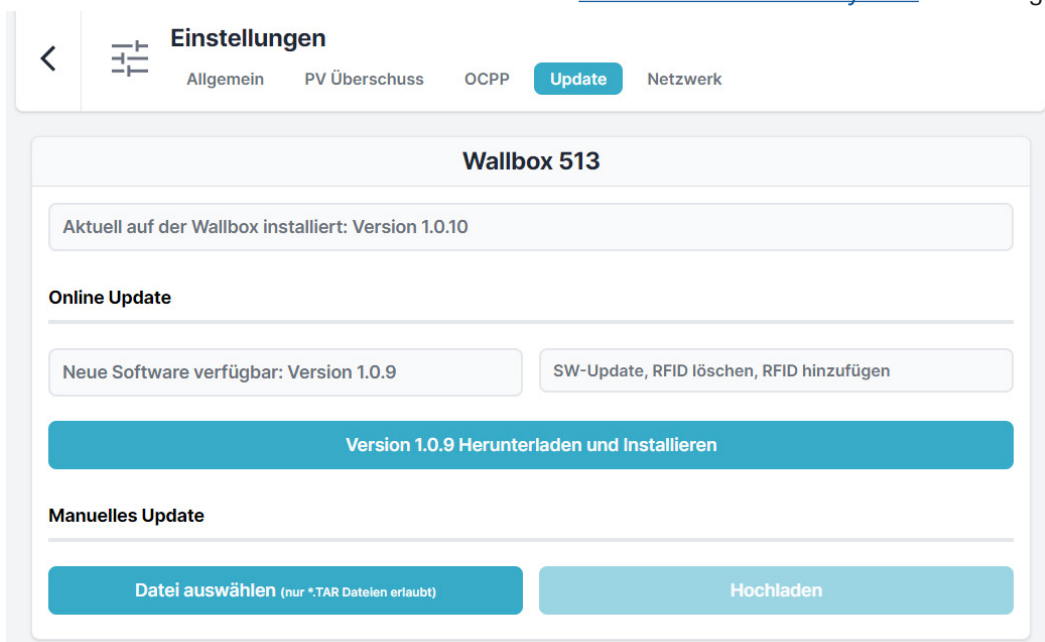 Einstellungen
Allgemein PV Überschuss OCPP Update Netzwerk
Wallbox 513
Aktuell auf der Wallbox installiert: Version 1.0.10
Online Update
Neue Software verfügbar: Version 1.0.9 SW-Update, RFID löschen, RFID hinzufügen
Version 1.0.9 Herunterladen und Installieren
Manuelles Update
Datei auswählen (nur *.TAR Dateien erlaubt) Hochladen